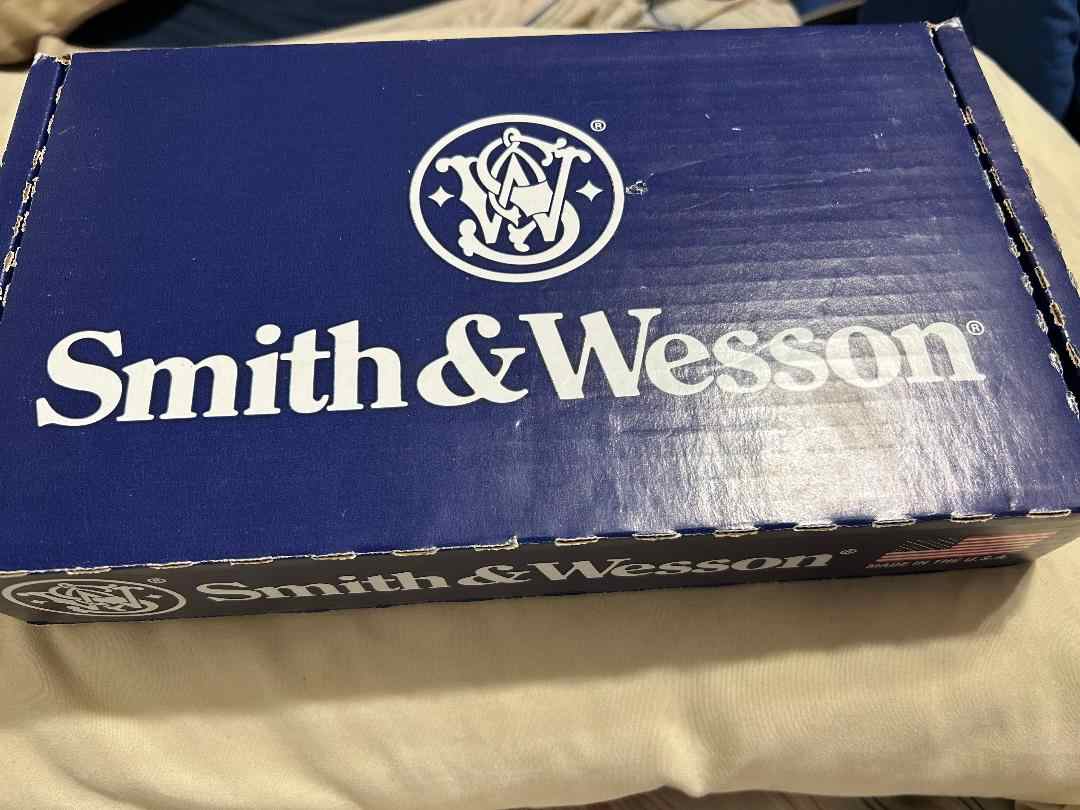 Smith & Wesson®
Smith & Wesson®
MADE IN THE U.S.A.